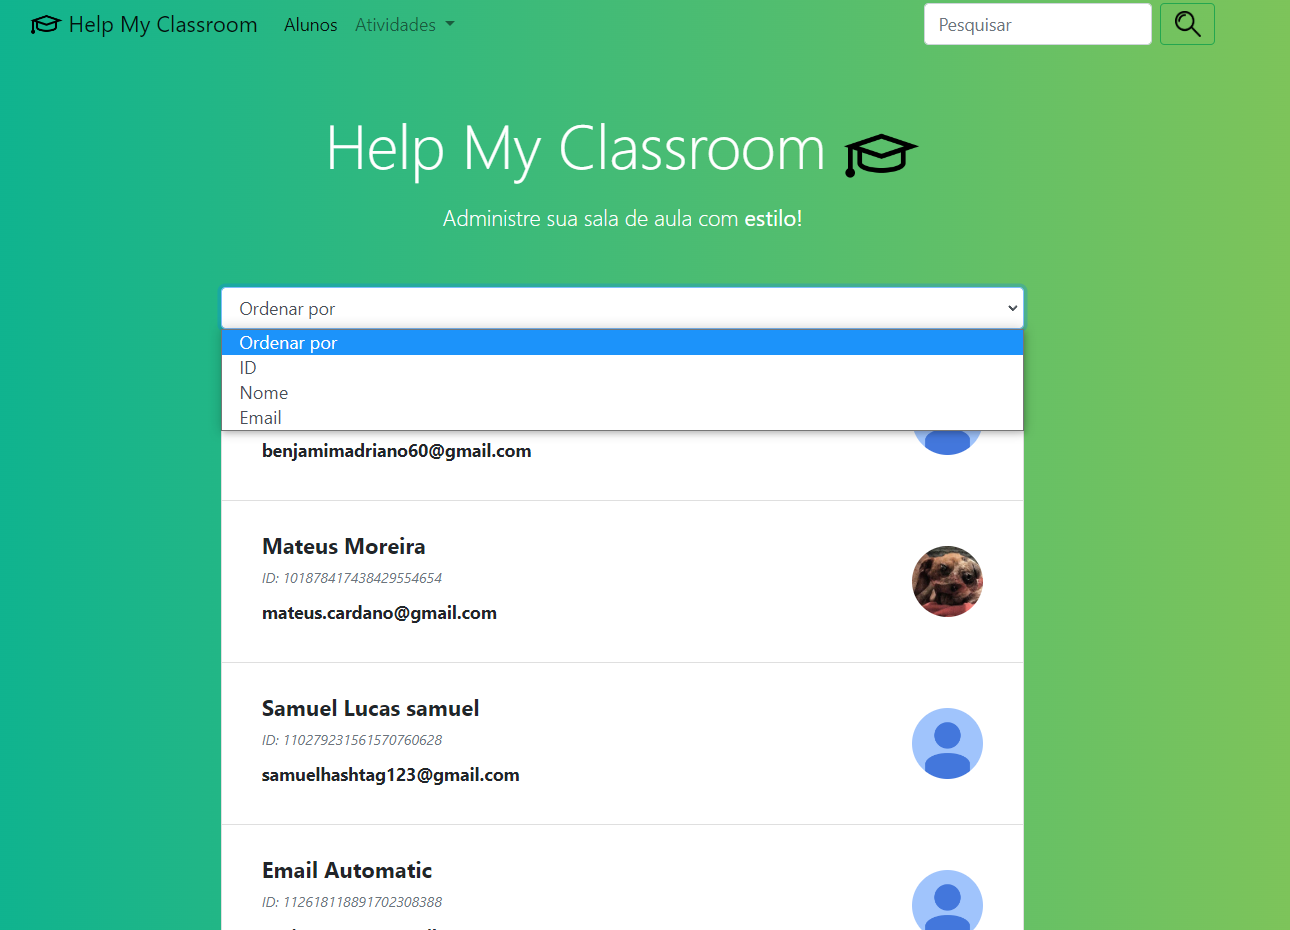 Help My Classroom Alunos Atividades Pesquisar
Help My Classroom
Administre sua sala de aula com estilo!
Ordenar por
Ordenar por
ID
Nome
Email
benjamimadriano60@gmail.com
Mateus Moreira
ID: 101878417438429554654
mateus.cardano@gmail.com
Samuel Lucas samuel
ID: 110279231561570760628
samuelhashtag123@gmail.com
Email Automatic
ID: 112618118891702308388